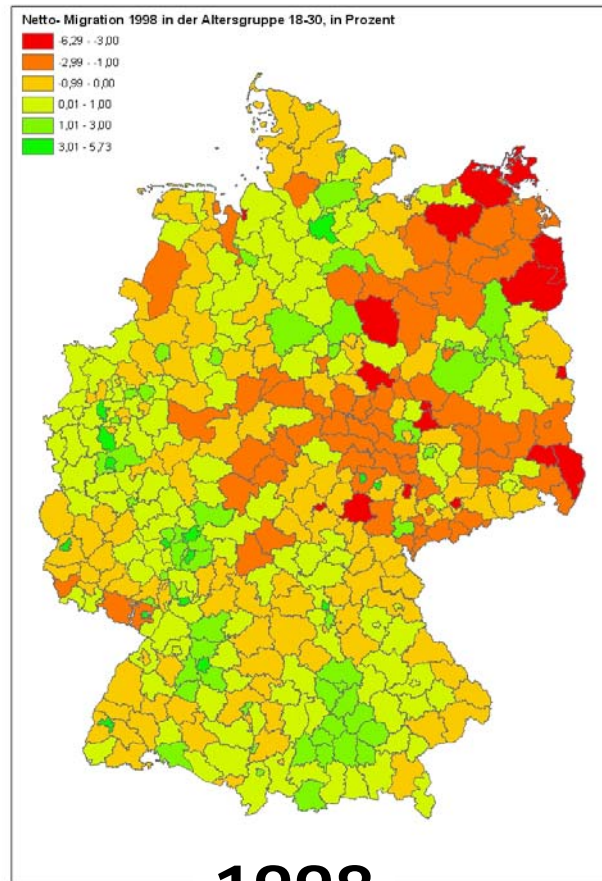 Netto- Migration 1998 in der Altersgruppe 18-30, in Prozent
-6,29 - -3,00
-2,99 - -1,00
-0,99 - 0,00
0,01 - 1,00
1,01 - 3,00
3,01 - 5,73
1998